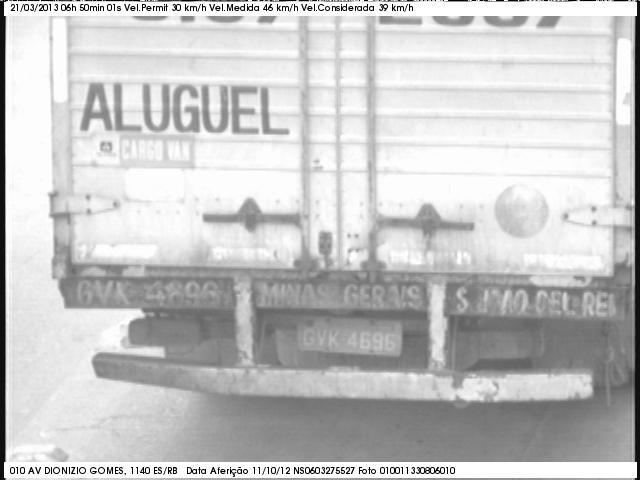 21/03/2013 06h 50min 01s Vel.Permit 30 km/h Vel.Medida 46 km/h Vel.Considerada 39 km/h
ALUGUEL
CARGO VAN
GVK-4696 MINAS GERAIS S.JOAO DEL REI
GVK 4696
010 AV DIONIZIO GOMES, 1140 ES/RB Data Aferição 11/10/12 NS0603275527 Foto 010011330806010